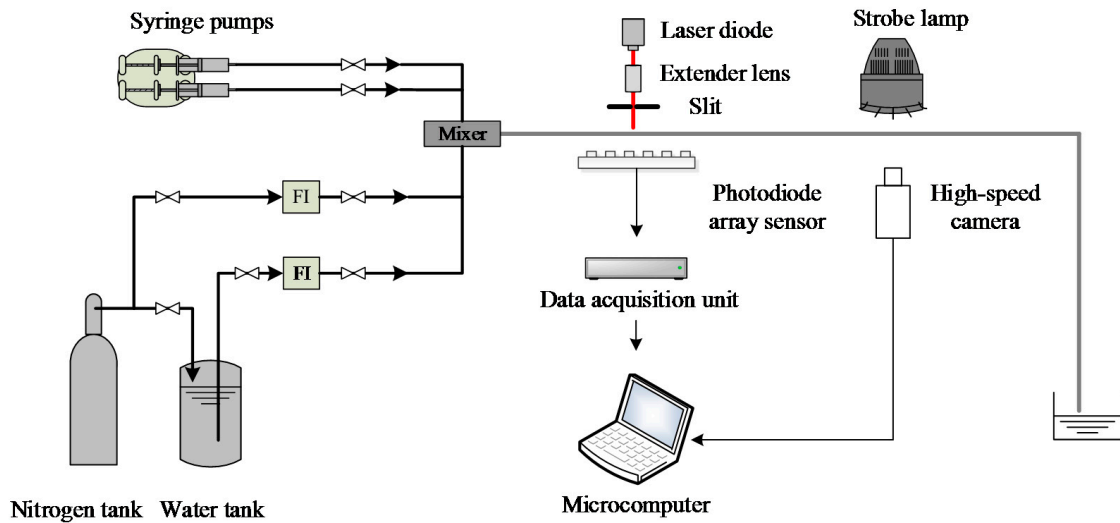 Syringe pumps
Laser diode
Strobe lamp
Extender lens
Slit
Mixer
FI
Photodiode
array sensor
High-speed
camera
FI
Data acquisition unit
Nitrogen tank
Water tank
Microcomputer